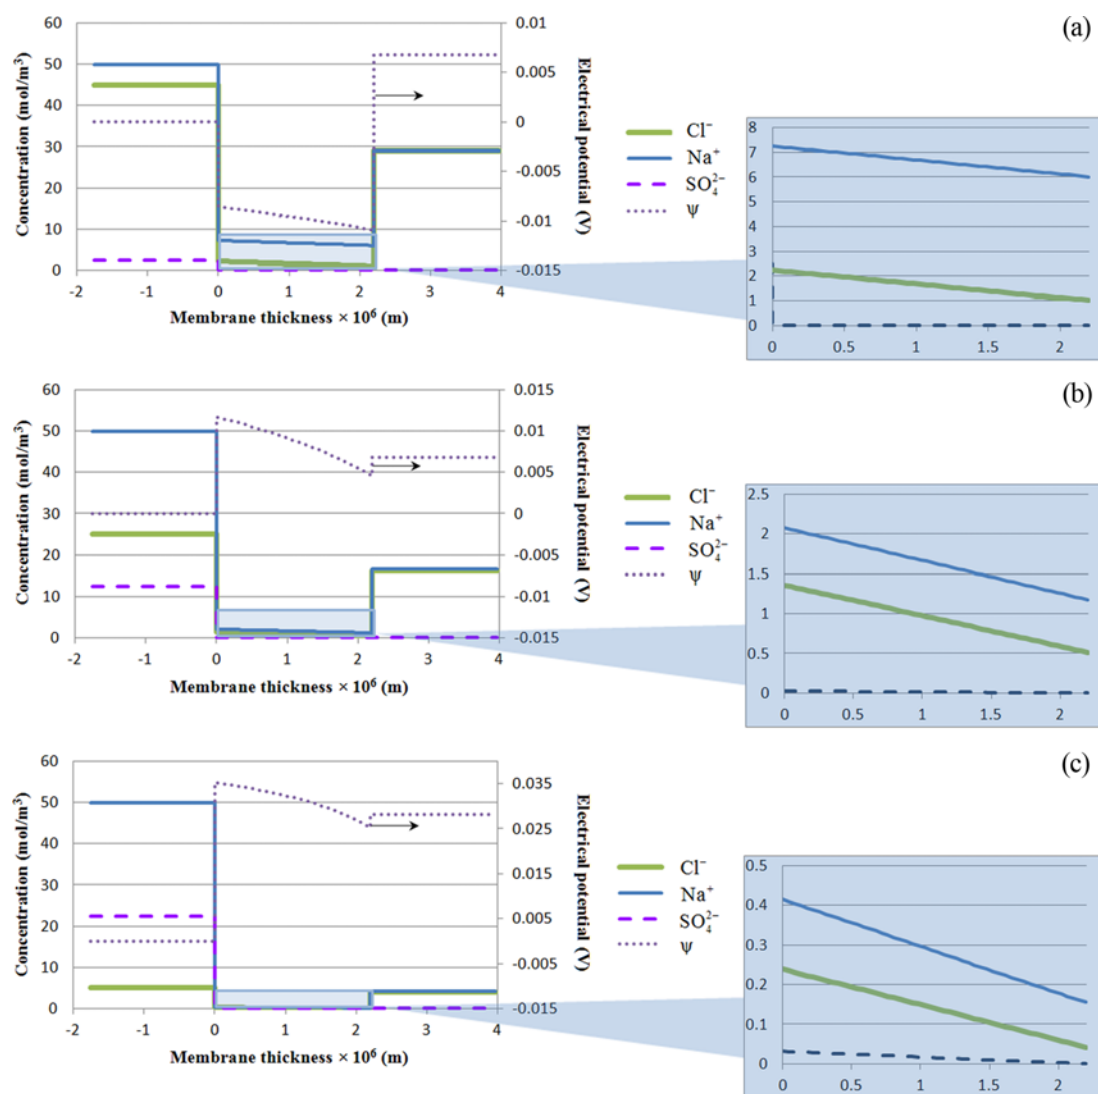 (a)
60
50
40
30
20
10
0
Concentration (mol/m³)
-2 -1 0 1 2 3 4
Membrane thickness × 10⁶ (m)
0.01
0.005
0
-0.005
-0.01
-0.015
Electrical potential (V)
Cl⁻
Na⁺
SO₄²⁻
ψ
8
7
6
5
4
3
2
1
0
0 0.5 1 1.5 2
(b)
60
50
40
30
20
10
0
Concentration (mol/m³)
-2 -1 0 1 2 3 4
Membrane thickness × 10⁶ (m)
0.015
0.01
0.005
0
-0.005
-0.01
-0.015
Electrical potential (V)
Cl⁻
Na⁺
SO₄²⁻
ψ
2.5
2
1.5
1
0.5
0
0 0.5 1 1.5 2
(c)
60
50
40
30
20
10
0
Concentration (mol/m³)
-2 -1 0 1 2 3 4
Membrane thickness × 10⁶ (m)
0.035
0.025
0.015
0.005
-0.005
-0.015
Electrical potential (V)
Cl⁻
Na⁺
SO₄²⁻
ψ
0.5
0.4
0.3
0.2
0.1
0
0 0.5 1 1.5 2